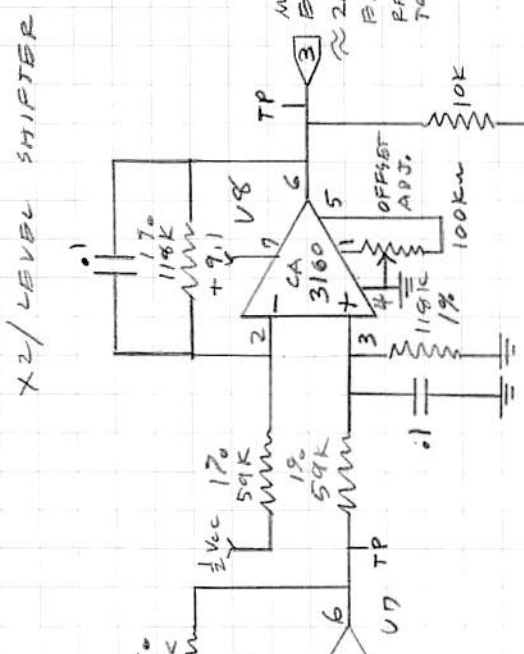 X2/ LEVEL SHIFTER
.1
1%
118K
+9.1
U8
7
TP
3
6
2
CA
3160
5
1
OFFSET
ADJ.
100K
10K
4
3
118K
1%
.1
1%
59K
1%
59K
½ Vcc
TP
6
U7
K
≈ 2